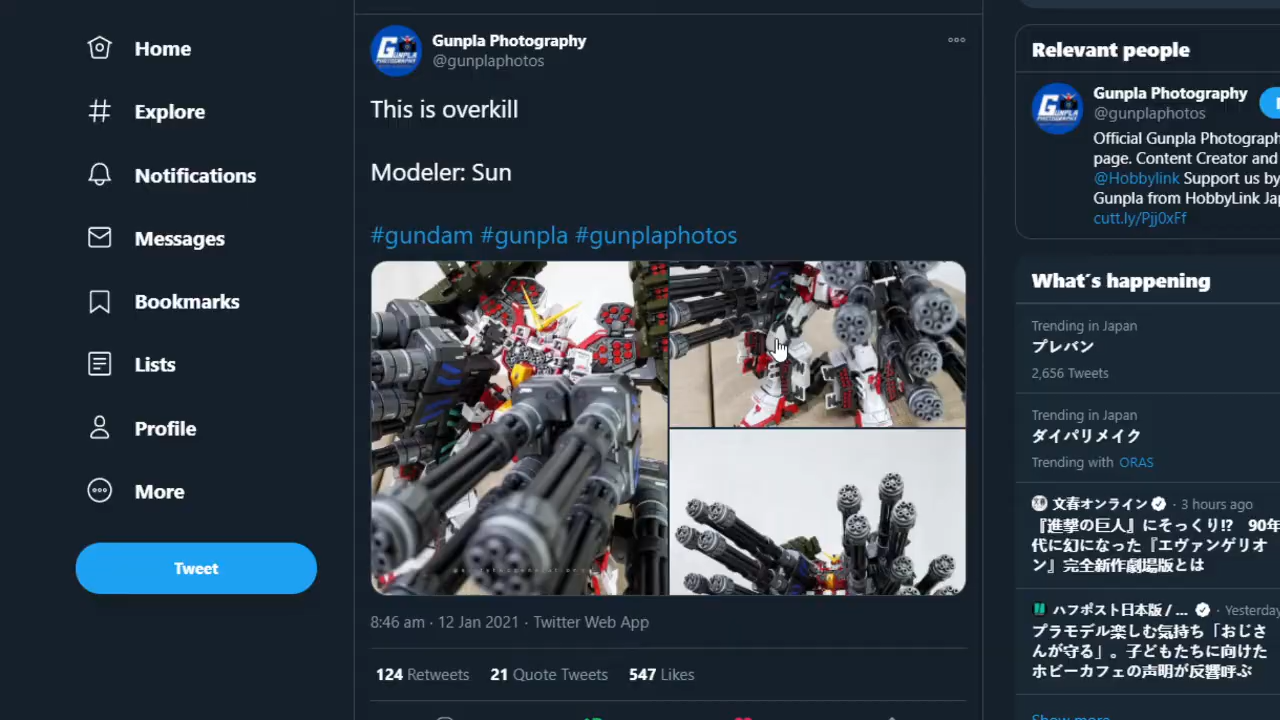 Home
Explore
Notifications
Messages
Bookmarks
Lists
Profile
More
Tweet
GUNPLA
PHOTOGRAPHY
Gunpla Photography
@gunplaphotos
This is overkill
Modeler: Sun
#gundam #gunpla #gunplaphotos
8:46 am · 12 Jan 2021 · Twitter Web App
124 Retweets 21 Quote Tweets 547 Likes
Relevant people
Gunpla Photography
@gunplaphotos
Official Gunpla Photograph
page. Content Creator and
@Hobbylink Support us by
Gunpla from HobbyLink Ja
cutt.ly/Pjj0xFf
What's happening
Trending in Japan
プレバン
2,656 Tweets
Trending in Japan
ダイパリメイク
Trending with ORAS
文春オンライン · 3 hours ago
『進撃の巨人』にそっくり!? 90年
代に幻になった『エヴァンゲリオ
ン』完全新作劇場版とは
ハフポスト日本版 / ... · Yesterday
プラモデル楽しむ気持ち「おじさ
んが守る」。子どもたちに向けた
ホビーカフェの声明が反響呼ぶ
Show more